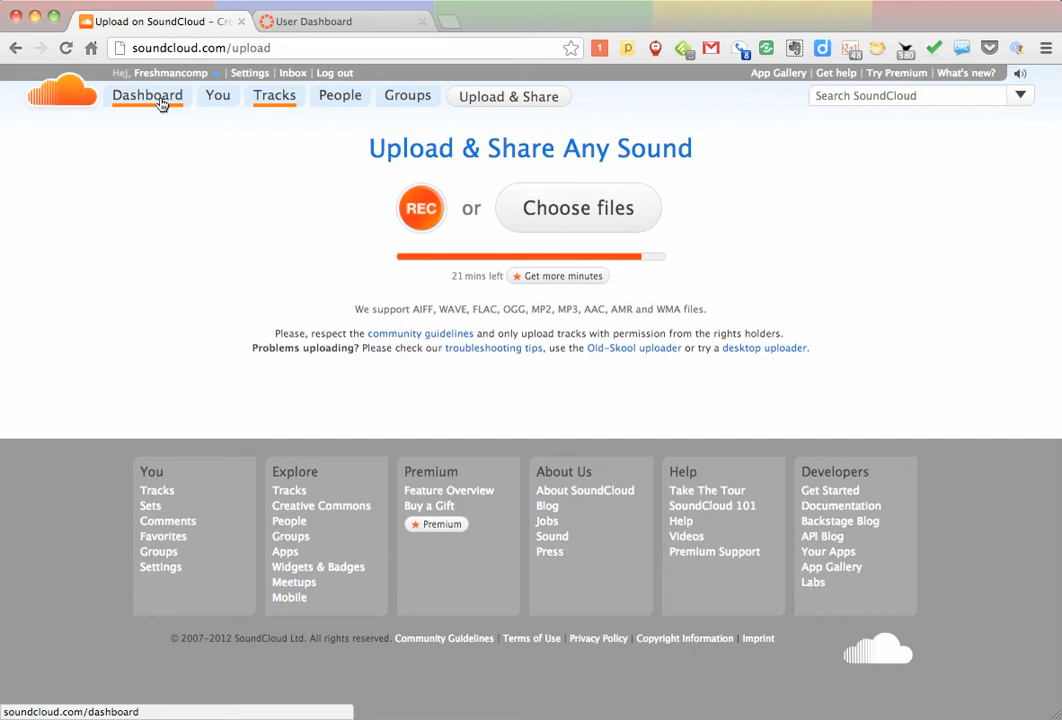 Upload on SoundCloud – Cre
User Dashboard
soundcloud.com/upload
Hej, Freshmancomp Settings | Inbox | Log out
App Gallery | Get help | Try Premium | What's new?
Dashboard You Tracks People Groups Upload & Share
Search SoundCloud
Upload & Share Any Sound
REC or Choose files
21 mins left Get more minutes
We support AIFF, WAVE, FLAC, OGG, MP2, MP3, AAC, AMR and WMA files.
Please, respect the community guidelines and only upload tracks with permission from the rights holders.
Problems uploading? Please check our troubleshooting tips, use the Old-Skool uploader or try a desktop uploader.
You
Tracks
Sets
Comments
Favorites
Groups
Settings
Explore
Tracks
Creative Commons
People
Groups
Apps
Widgets & Badges
Meetups
Mobile
Premium
Feature Overview
Buy a Gift
Premium
About Us
About SoundCloud
Blog
Jobs
Sound
Press
Help
Take The Tour
SoundCloud 101
Help
Videos
Premium Support
Developers
Get Started
Documentation
Backstage Blog
API Blog
Your Apps
App Gallery
Labs
© 2007-2012 SoundCloud Ltd. All rights reserved. Community Guidelines | Terms of Use | Privacy Policy | Copyright Information | Imprint
soundcloud.com/dashboard